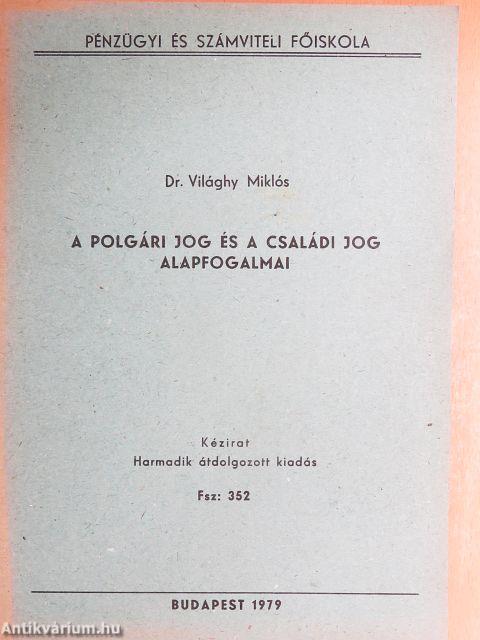 PÉNZÜGYI ÉS SZÁMVITELI FŐISKOLA
Dr. Világhy Miklós
A POLGÁRI JOG ÉS A CSALÁDI JOG
ALAPFOGALMAI
Kézirat
Harmadik átdolgozott kiadás
Fsz: 352
BUDAPEST 1979
Antikvárium.hu